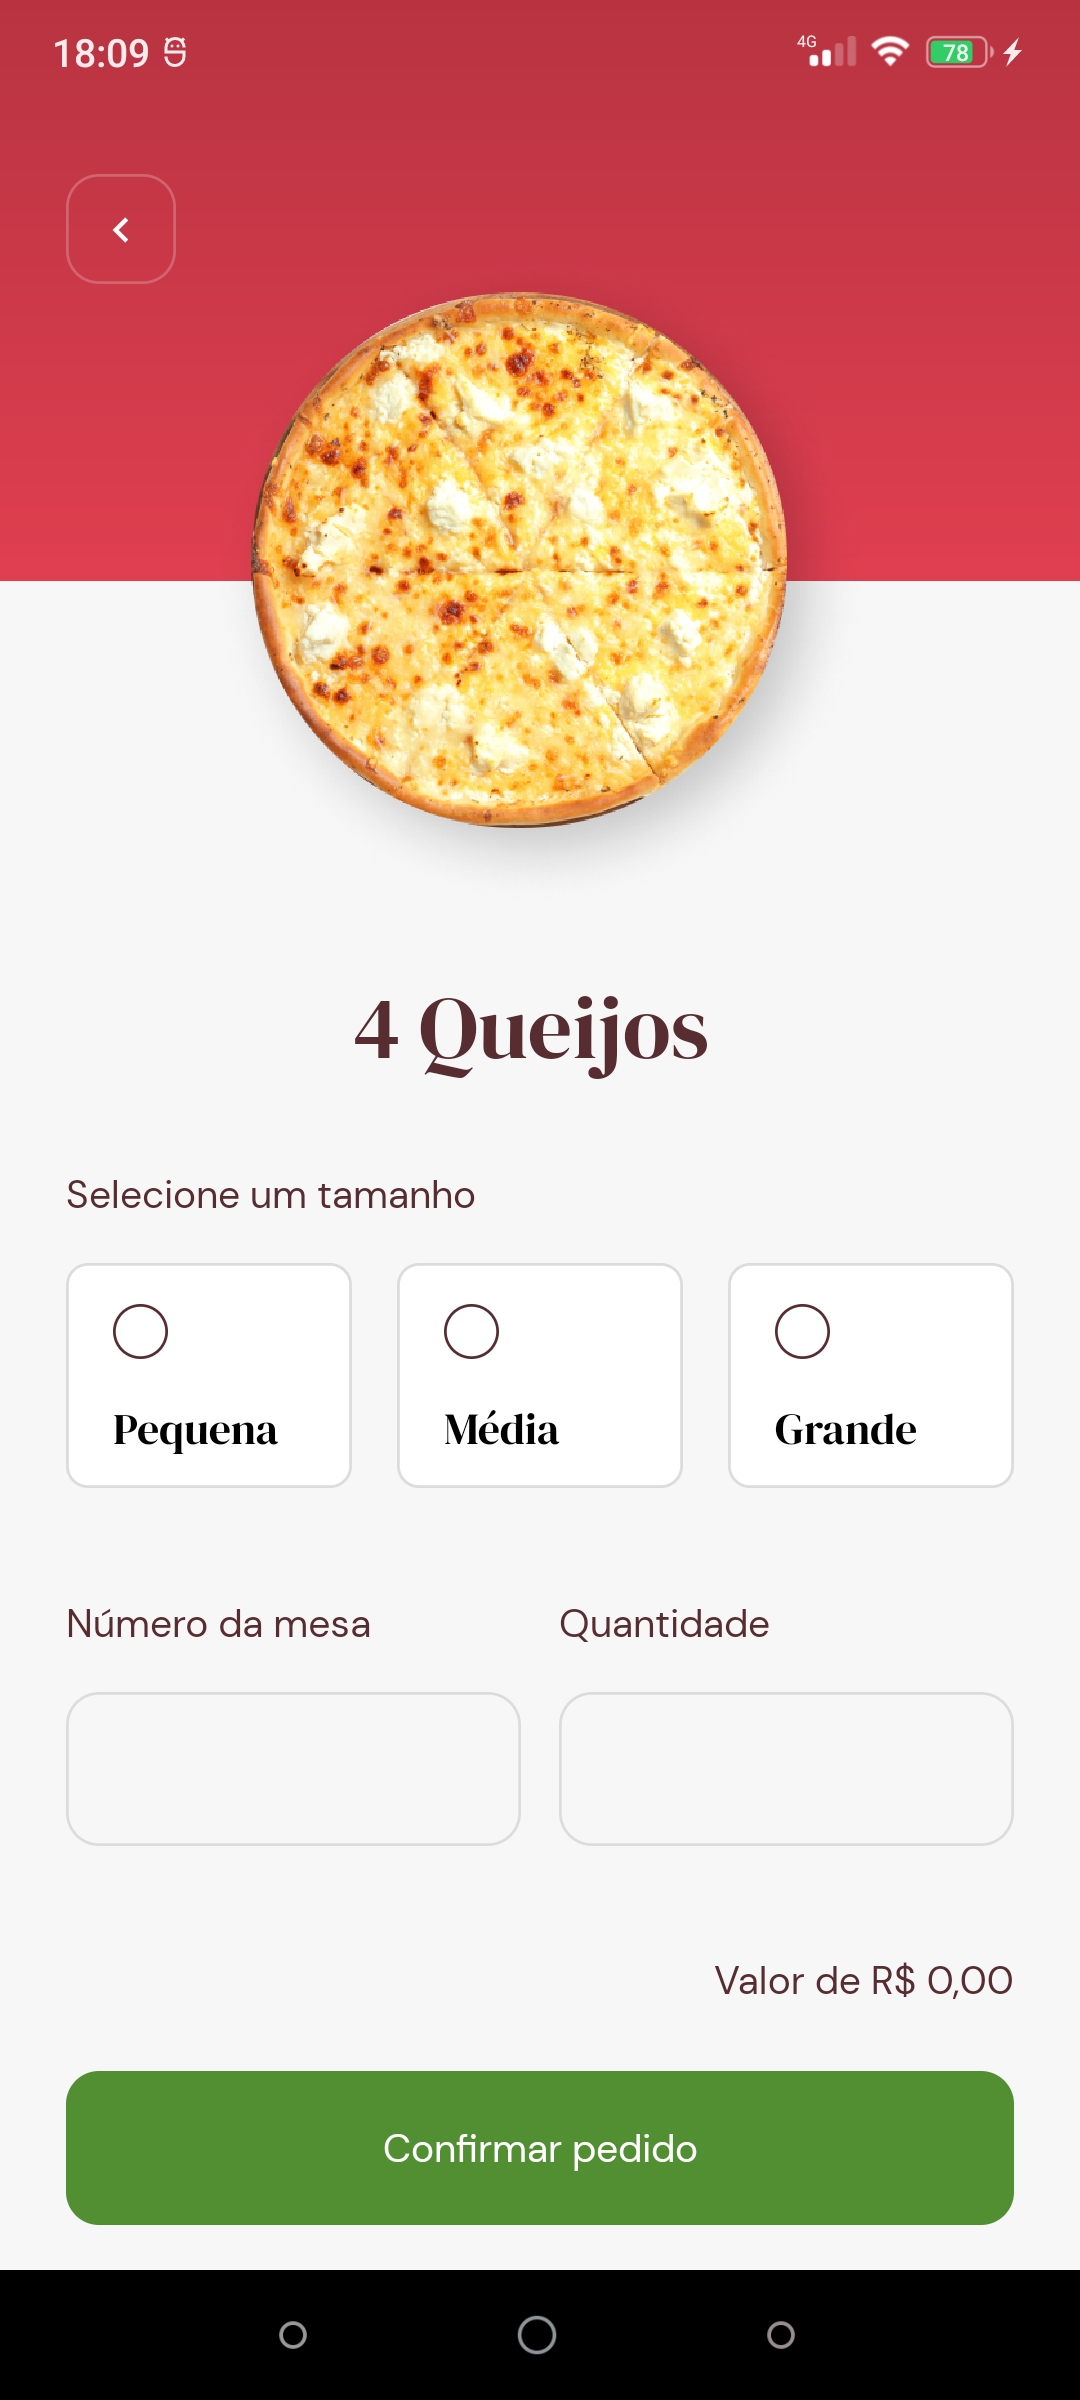 18:09
4G
78
4 Queijos
Selecione um tamanho
Pequena Média Grande
Número da mesa Quantidade
Valor de R$ 0,00
Confirmar pedido